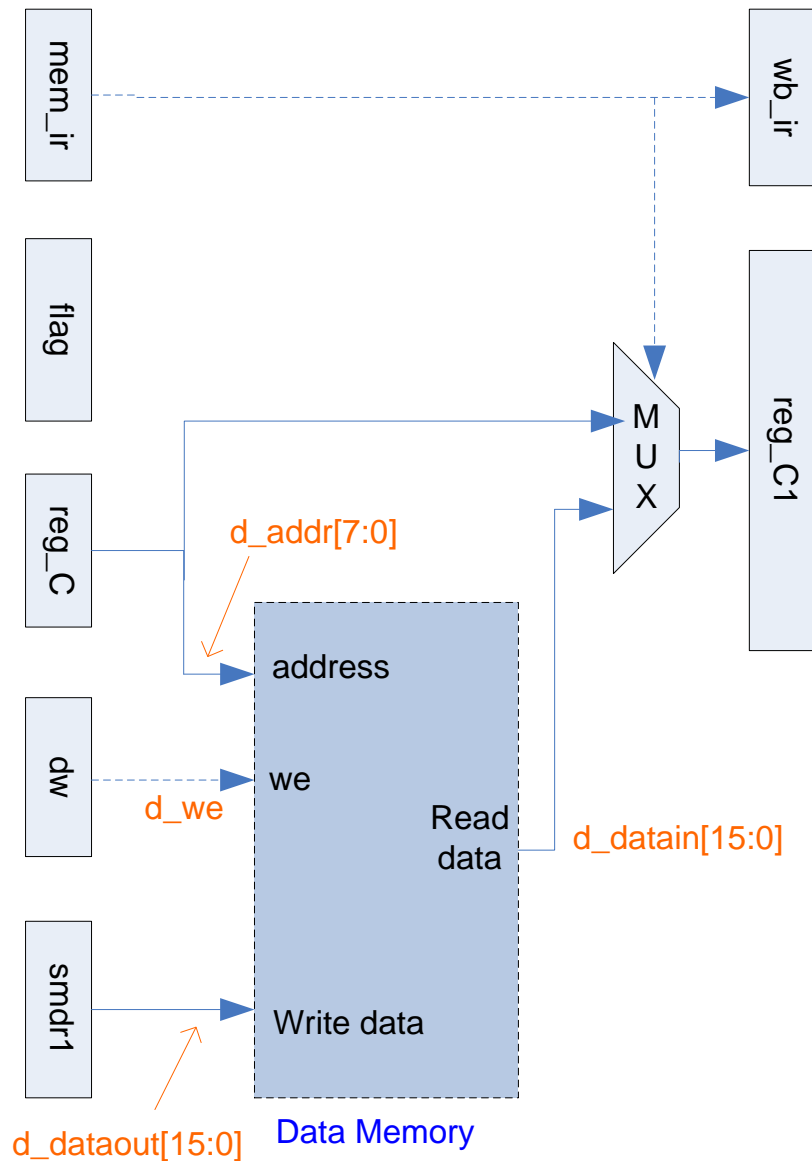 mem_ir
wb_ir
flag
M
U
X
reg_C1
reg_C
d_addr[7:0]
address
dw
we
d_we
Read
data
d_datain[15:0]
smdr1
Write data
d_dataout[15:0]
Data Memory